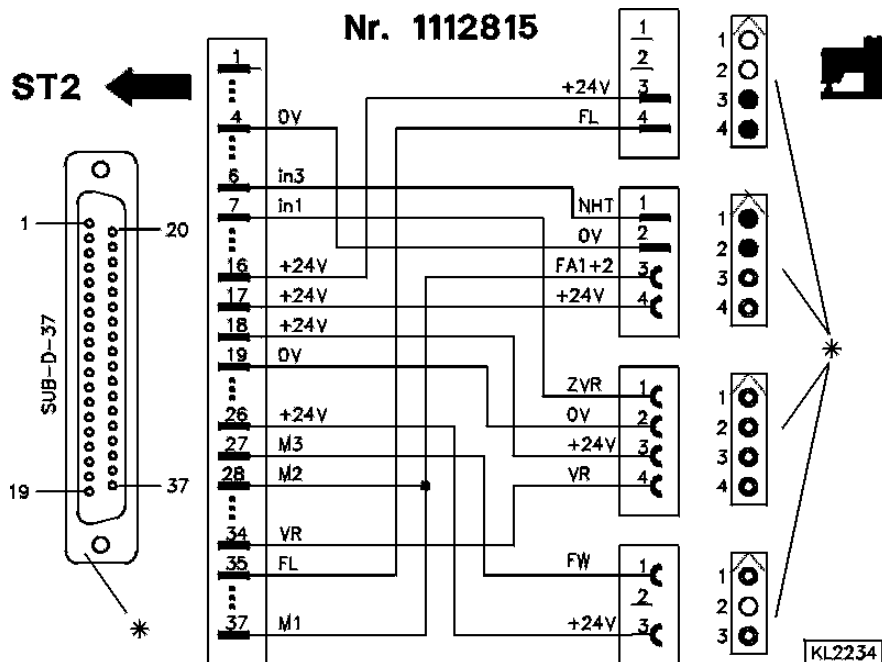 Nr. 1112815
ST2
SUB-D-37
1
20
19
37
*
1
4 0V
6 in3
7 in1
16 +24V
17 +24V
18 +24V
19 0V
26 +24V
27 M3
28 M2
34 VR
35 FL
37 M1
1
2
+24V 3
FL 4
NHT 1
0V 2
FA1+2 3
+24V 4
ZVR 1
0V 2
+24V 3
VR 4
FW 1
2
+24V 3
1
2
3
4
1
2
3
4
1
2
3
4
1
2
3
*
KL2234